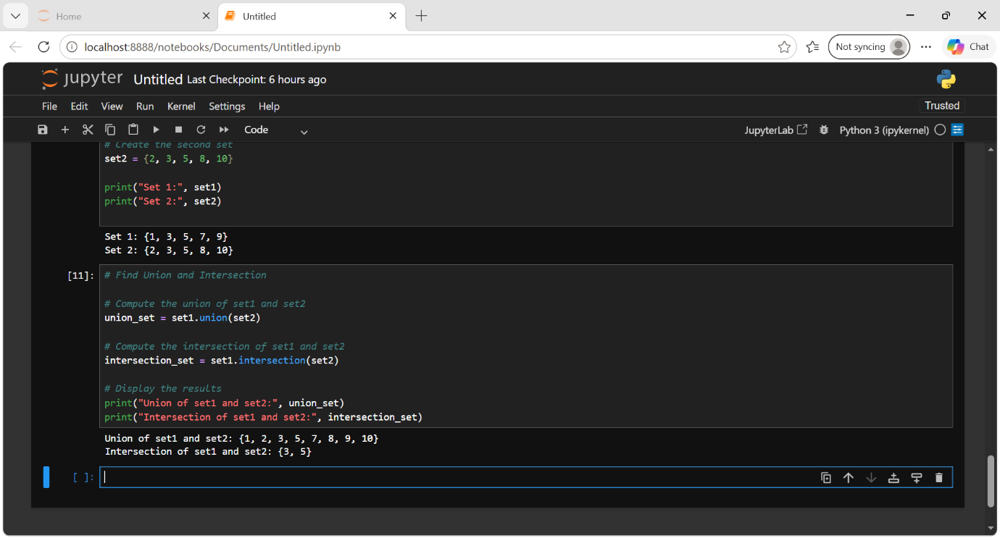 Home
Untitled
localhost:8888/notebooks/Documents/Untitled.ipynb
Not syncing
Chat
jupyter Untitled Last Checkpoint: 6 hours ago
File Edit View Run Kernel Settings Help
Trusted
Code
JupyterLab
Python 3 (ipykernel)
# Create the second set
set2 = {2, 3, 5, 8, 10}
print("Set 1:", set1)
print("Set 2:", set2)
Set 1: {1, 3, 5, 7, 9}
Set 2: {2, 3, 5, 8, 10}
[11]:
# Find Union and Intersection
# Compute the union of set1 and set2
union_set = set1.union(set2)
# Compute the intersection of set1 and set2
intersection_set = set1.intersection(set2)
# Display the results
print("Union of set1 and set2:", union_set)
print("Intersection of set1 and set2:", intersection_set)
Union of set1 and set2: {1, 2, 3, 5, 7, 8, 9, 10}
Intersection of set1 and set2: {3, 5}
[ ]: